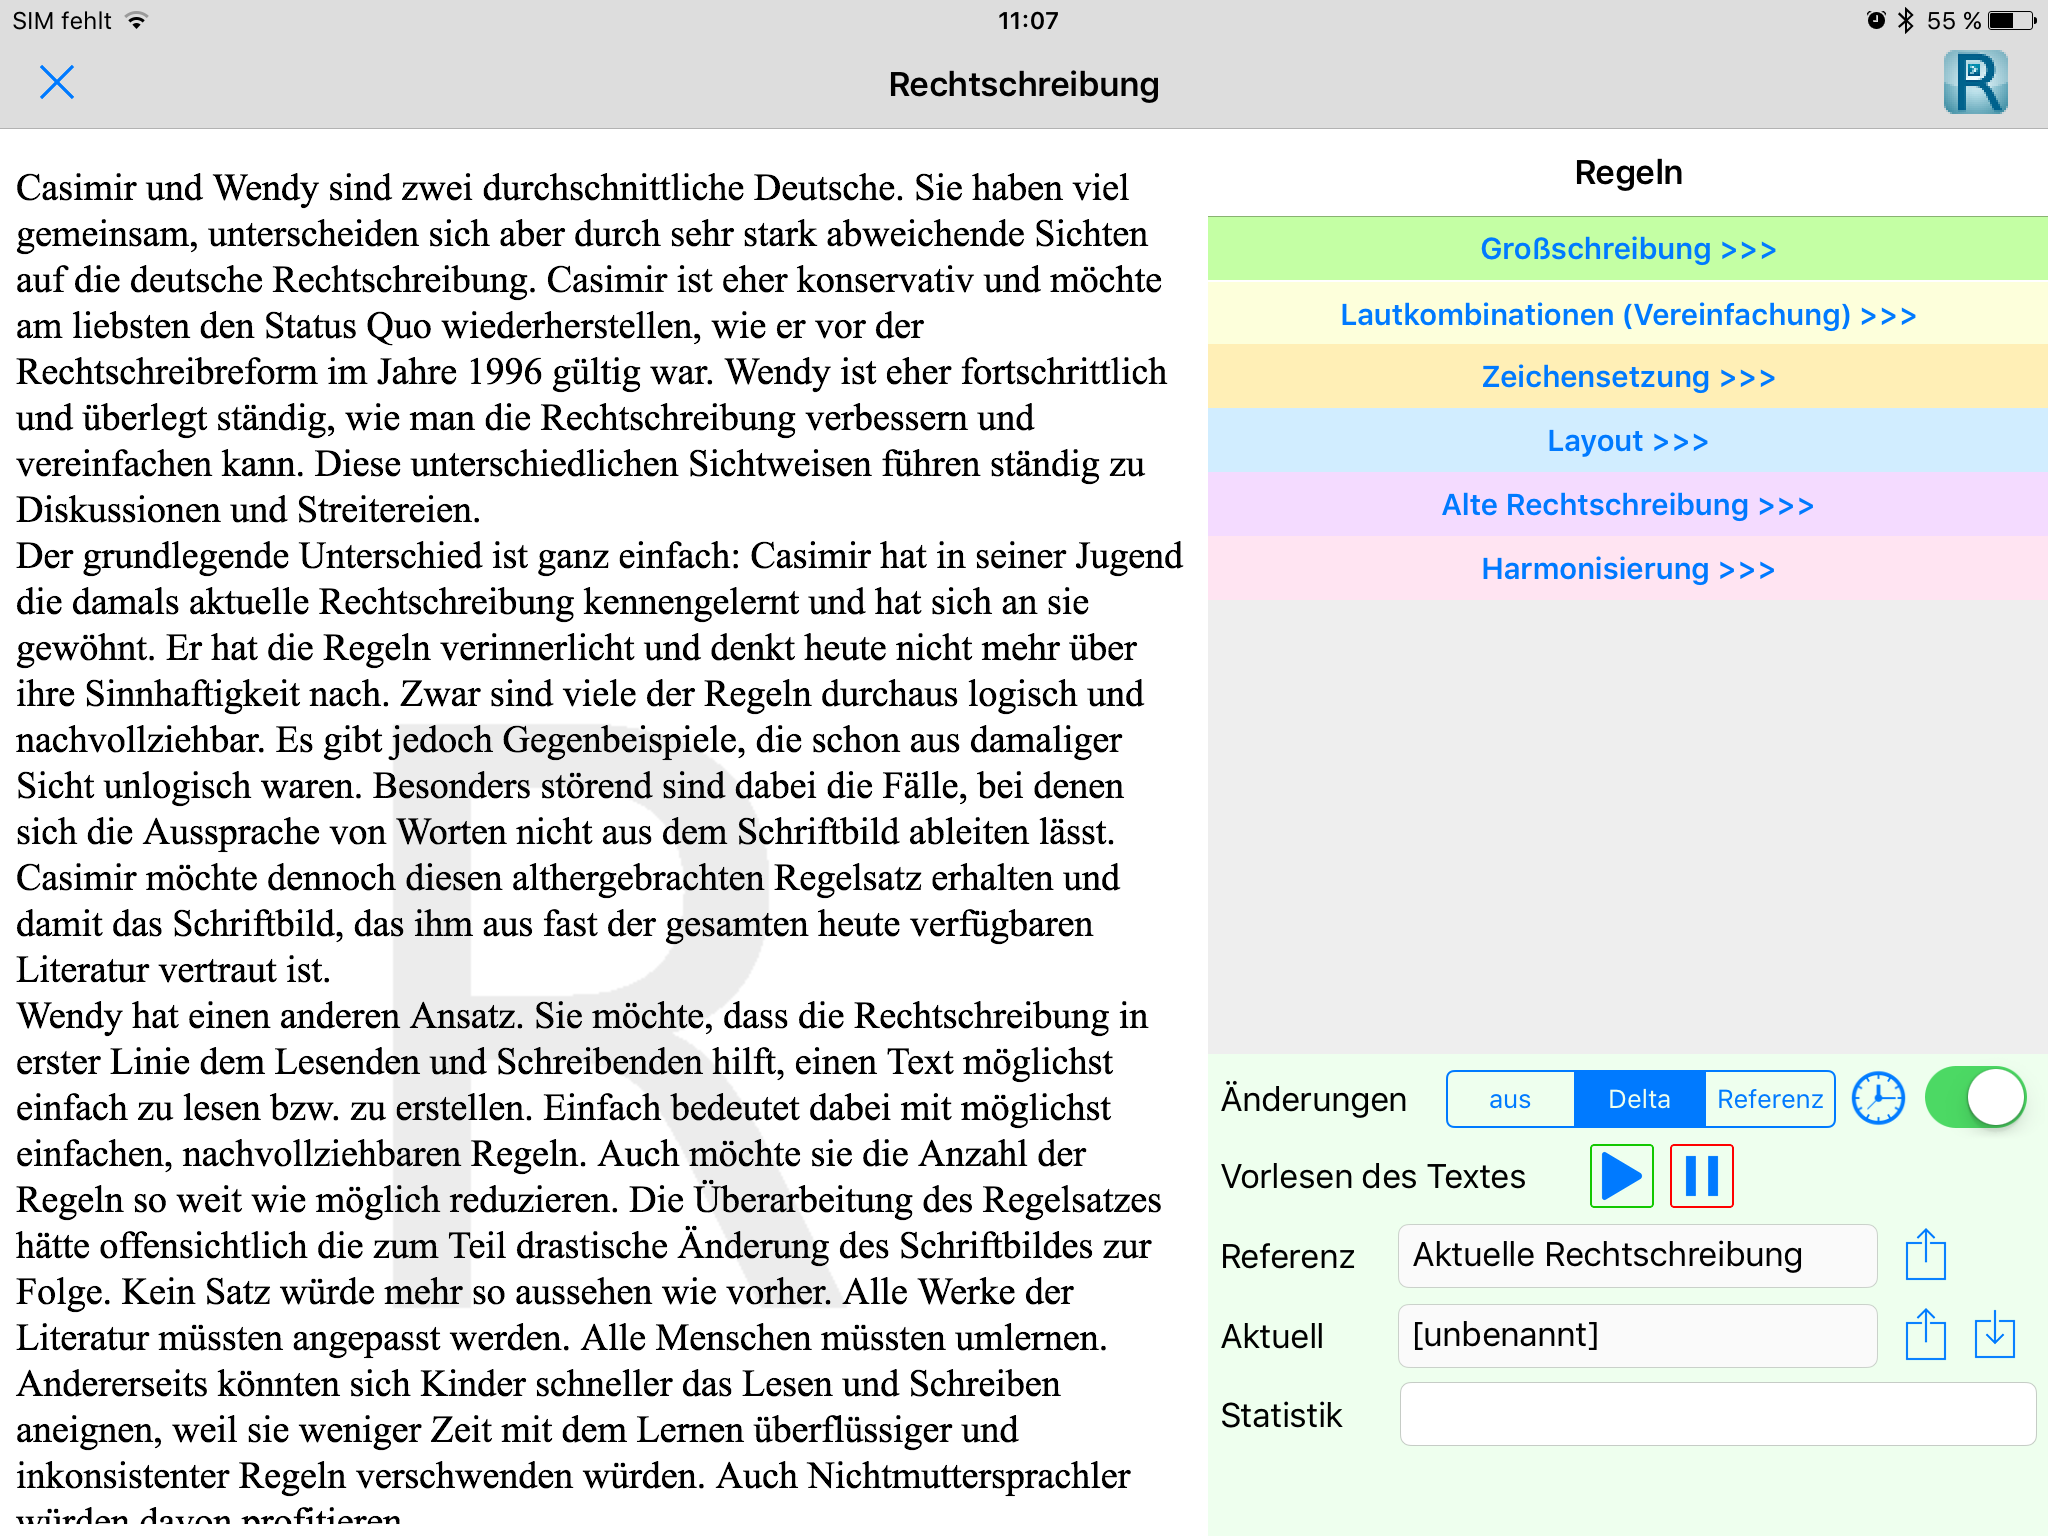 SIM fehlt
11:07
55 %
Rechtschreibung
R
Casimir und Wendy sind zwei durchschnittliche Deutsche. Sie haben viel
gemeinsam, unterscheiden sich aber durch sehr stark abweichende Sichten
auf die deutsche Rechtschreibung. Casimir ist eher konservativ und möchte
am liebsten den Status Quo wiederherstellen, wie er vor der
Rechtschreibreform im Jahre 1996 gültig war. Wendy ist eher fortschrittlich
und überlegt ständig, wie man die Rechtschreibung verbessern und
vereinfachen kann. Diese unterschiedlichen Sichtweisen führen ständig zu
Diskussionen und Streitereien.
Der grundlegende Unterschied ist ganz einfach: Casimir hat in seiner Jugend
die damals aktuelle Rechtschreibung kennengelernt und hat sich an sie
gewöhnt. Er hat die Regeln verinnerlicht und denkt heute nicht mehr über
ihre Sinnhaftigkeit nach. Zwar sind viele der Regeln durchaus logisch und
nachvollziehbar. Es gibt jedoch Gegenbeispiele, die schon aus damaliger
Sicht unlogisch waren. Besonders störend sind dabei die Fälle, bei denen
sich die Aussprache von Worten nicht aus dem Schriftbild ableiten lässt.
Casimir möchte dennoch diesen althergebrachten Regelsatz erhalten und
damit das Schriftbild, das ihm aus fast der gesamten heute verfügbaren
Literatur vertraut ist.
Wendy hat einen anderen Ansatz. Sie möchte, dass die Rechtschreibung in
erster Linie dem Lesenden und Schreibenden hilft, einen Text möglichst
einfach zu lesen bzw. zu erstellen. Einfach bedeutet dabei mit möglichst
einfachen, nachvollziehbaren Regeln. Auch möchte sie die Anzahl der
Regeln so weit wie möglich reduzieren. Die Überarbeitung des Regelsatzes
hätte offensichtlich die zum Teil drastische Änderung des Schriftbildes zur
Folge. Kein Satz würde mehr so aussehen wie vorher. Alle Werke der
Literatur müssten angepasst werden. Alle Menschen müssten umlernen.
Andererseits könnten sich Kinder schneller das Lesen und Schreiben
aneignen, weil sie weniger Zeit mit dem Lernen überflüssiger und
inkonsistenter Regeln verschwenden würden. Auch Nichtmuttersprachler
würden davon profitieren
R
Regeln
Großschreibung >>>
Lautkombinationen (Vereinfachung) >>>
Zeichensetzung >>>
Layout >>>
Alte Rechtschreibung >>>
Harmonisierung >>>
Änderungen aus Delta Referenz
Vorlesen des Textes
Referenz Aktuelle Rechtschreibung
Aktuell [unbenannt]
Statistik